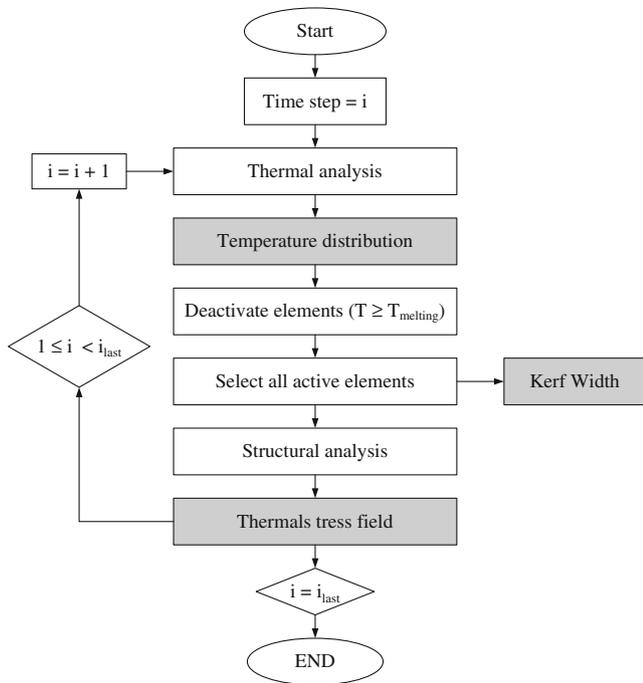 Start
Time step = i
i = i + 1
Thermal analysis
Temperature distribution
Deactivate elements (T ≥ Tmelting)
1 ≤ i < ilast
Select all active elements
Kerf Width
Structural analysis
Thermals tress field
i = ilast
END